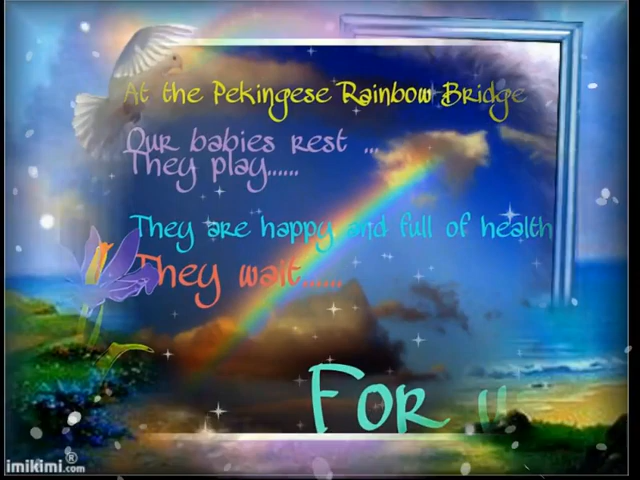 At the Pekingese Rainbow Bridge
Our babies rest ...
They play......
They are happy and full of health
They wait......
For u
imikimi®.com